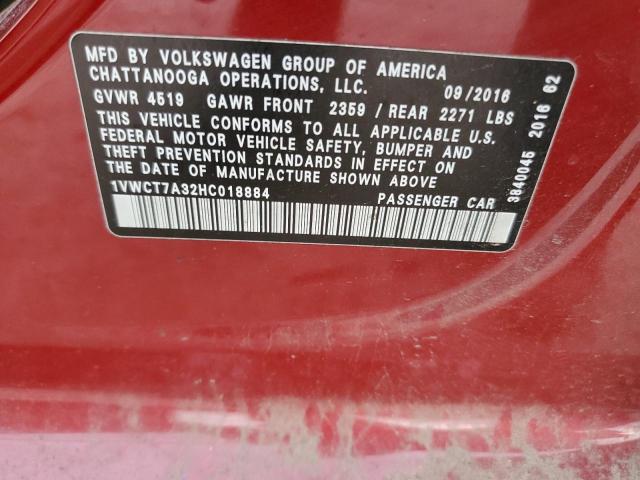 MFD BY VOLKSWAGEN GROUP OF AMERICA
CHATTANOOGA OPERATIONS, LLC. 09/2016
GVWR 4519 GAWR FRONT 2359 / REAR 2271 LBS
THIS VEHICLE CONFORMS TO ALL APPLICABLE U.S.
FEDERAL MOTOR VEHICLE SAFETY, BUMPER AND
THEFT PREVENTION STANDARDS IN EFFECT ON
THE DATE OF MANUFACTURE SHOWN ABOVE
1VWCT7A32HC018884 PASSENGER CAR
3840045 2016 62